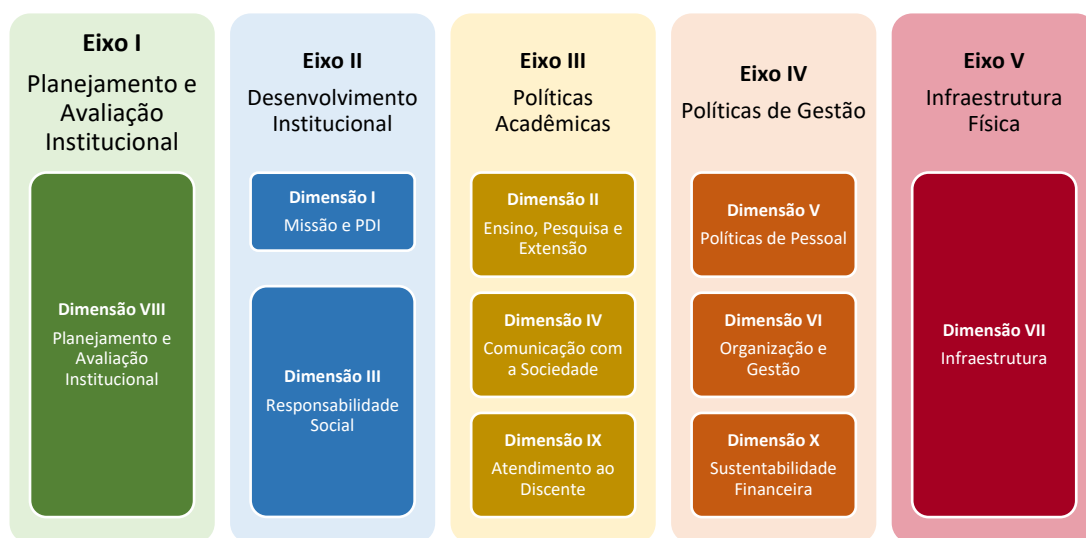 Eixo I
Planejamento e
Avaliação
Institucional
Dimensão VIII
Planejamento e
Avaliação
Institucional
Eixo II
Desenvolvimento
Institucional
Dimensão I
Missão e PDI
Dimensão III
Responsabilidade
Social
Eixo III
Políticas
Acadêmicas
Dimensão II
Ensino, Pesquisa e
Extensão
Dimensão IV
Comunicação com
a Sociedade
Dimensão IX
Atendimento ao
Discente
Eixo IV
Políticas de Gestão
Dimensão V
Políticas de Pessoal
Dimensão VI
Organização e
Gestão
Dimensão X
Sustentabilidade
Financeira
Eixo V
Infraestrutura
Física
Dimensão VII
Infraestrutura